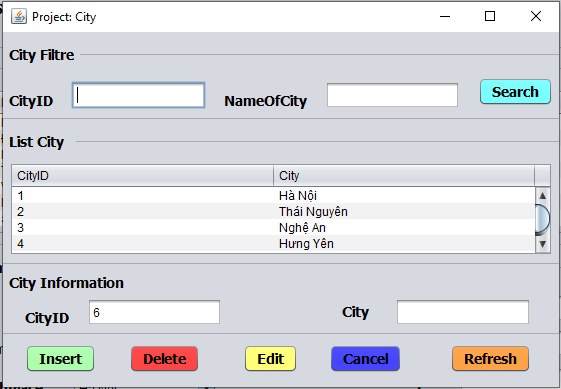 Project: City
City Filtre
CityID NameOfCity Search
List City
CityID City
1 Hà Nội
2 Thái Nguyên
3 Nghệ An
4 Hưng Yên
City Information
CityID 6 City
Insert Delete Edit Cancel Refresh